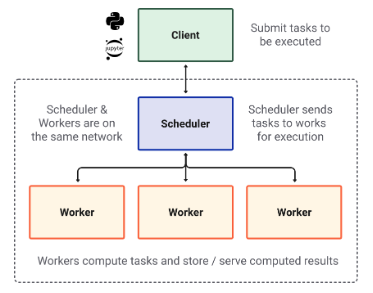 Client
Submit tasks to
be executed
jupyter
Scheduler &
Workers are on
the same network
Scheduler
Scheduler sends
tasks to works
for execution
Worker
Worker
Worker
Workers compute tasks and store / serve computed results